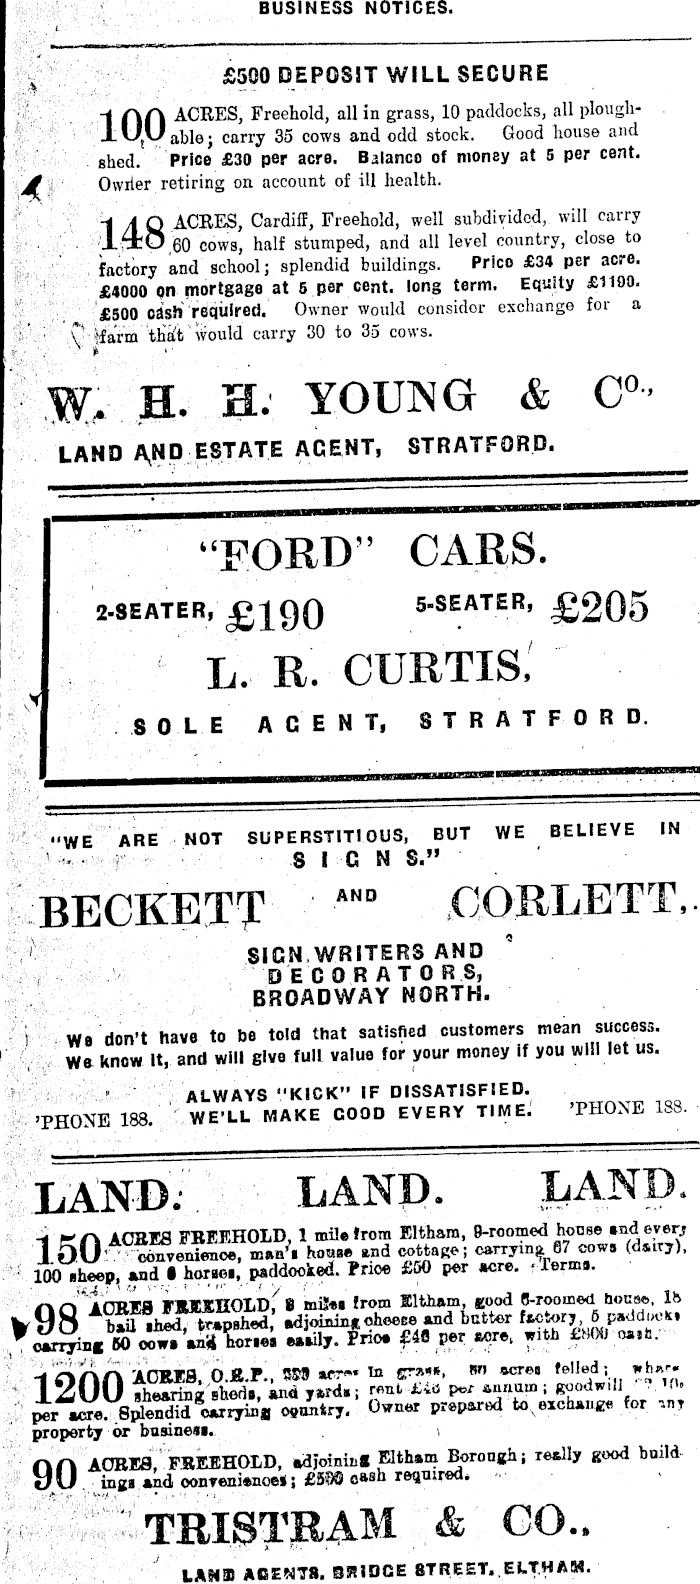 BUSINESS NOTICES.
£500 DEPOSIT WILL SECURE
100 ACRES, Freehold, all in grass, 10 paddocks, all plough-
able; carry 35 cows and odd stock. Good house and
shed. Price £30 per acre. Balance of money at 5 per cent.
Owner retiring on account of ill health.
148 ACRES, Cardiff, Freehold, well subdivided, will carry
60 cows, half stumped, and all level country, close to
factory and school; splendid buildings. Price £34 per acre.
£4000 on mortgage at 5 per cent. long term. Equity £1190.
£500 cash required. Owner would consider exchange for a
farm that would carry 30 to 35 cows.
W. H. H. YOUNG & CO.,
LAND AND ESTATE AGENT, STRATFORD.
"FORD" CARS.
2-SEATER, £190 5-SEATER, £205
L. R. CURTIS,
SOLE AGENT, STRATFORD.
"WE ARE NOT SUPERSTITIOUS, BUT WE BELIEVE IN
SIGNS."
BECKETT AND CORLETT,
SIGN WRITERS AND
DECORATORS,
BROADWAY NORTH.
We don't have to be told that satisfied customers mean success.
We know it, and will give full value for your money if you will let us.
ALWAYS "KICK" IF DISSATISFIED.
'PHONE 188. WE'LL MAKE GOOD EVERY TIME. 'PHONE 188.
LAND. LAND. LAND.
150 ACRES FREEHOLD, 1 mile from Eltham, 9-roomed house and every
convenience, man's house and cottage; carrying 67 cows (dairy),
100 sheep, and 6 horses, paddocked. Price £50 per acre. Terms.
98 ACRES FREEHOLD, 8 miles from Eltham, good 6-roomed house, 18
bail shed, trapshed, adjoining cheese and butter factory, 5 paddocks
carrying 50 cows and horses easily. Price £46 per acre, with £800 cash.
1200 ACRES, O.R.P., acres in grass, acres felled; whare
shearing sheds, and yards; rent per annum; goodwill
per acre. Splendid carrying country. Owner prepared to exchange for any
property or business.
90 ACRES, FREEHOLD, adjoining Eltham Borough; really good build-
ings and conveniences; cash required.
TRISTRAM & CO.,
LAND AGENTS, BRIDGE STREET, ELTHAM.